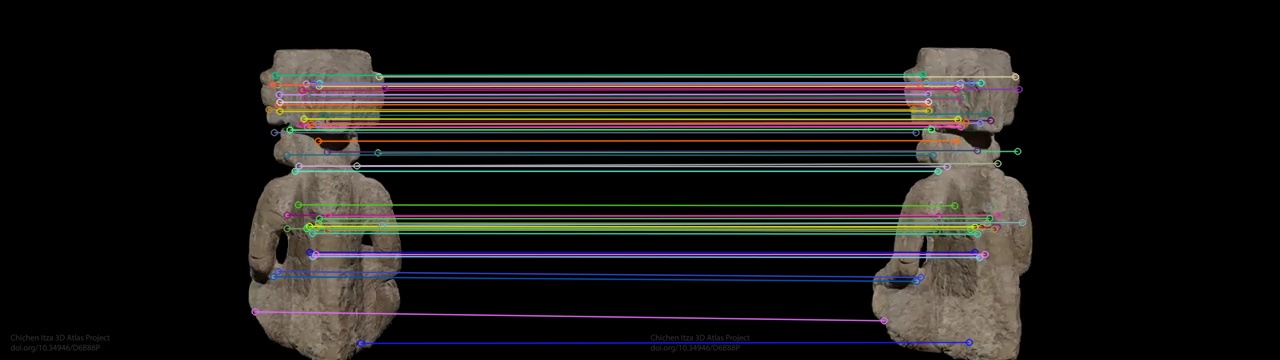 Chichen Itza 3D Atlas Project
doi.org/10.34946/D6B88P
Chichen Itza 3D Atlas Project
doi.org/10.34946/D6B88P